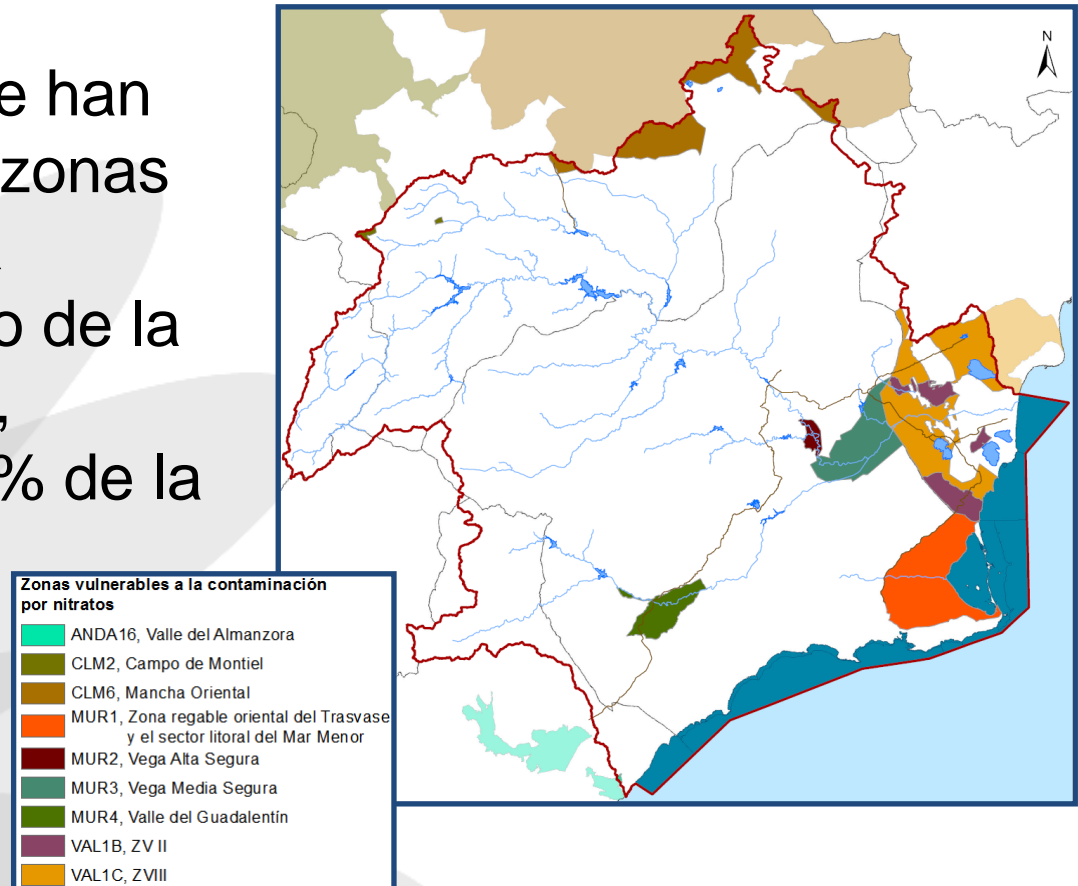 e han
zonas
o de la
,
% de la
N
Zonas vulnerables a la contaminación
por nitratos
ANDA16, Valle del Almanzora
CLM2, Campo de Montiel
CLM6, Mancha Oriental
MUR1, Zona regable oriental del Trasvase
y el sector litoral del Mar Menor
MUR2, Vega Alta Segura
MUR3, Vega Media Segura
MUR4, Valle del Guadalentín
VAL1B, ZV II
VAL1C, ZVIII